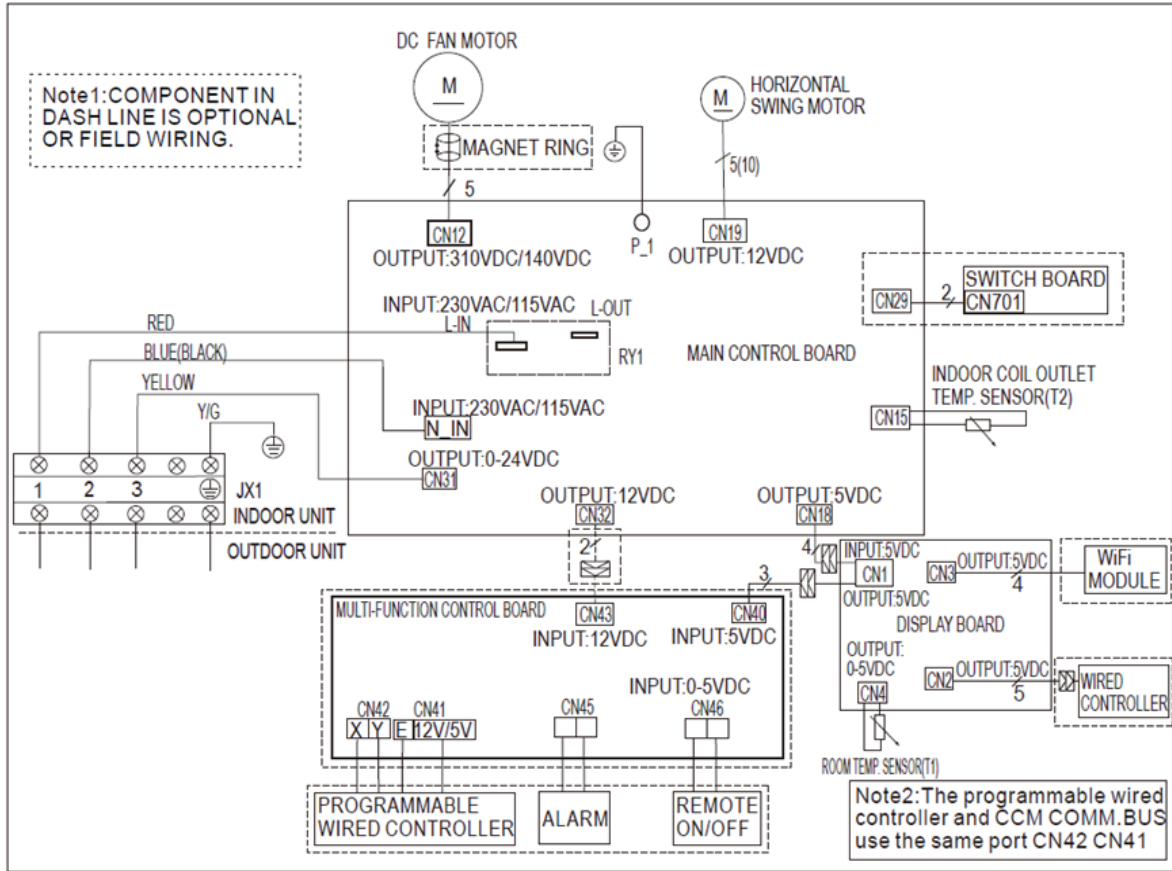 DC FAN MOTOR
M
Note1:COMPONENT IN
DASH LINE IS OPTIONAL
OR FIELD WIRING.
MAGNET RING
5
M
HORIZONTAL
SWING MOTOR
5(10)
CN12
OUTPUT:310VDC/140VDC
P_1
CN19
OUTPUT:12VDC
INPUT:230VAC/115VAC
L-IN
L-OUT
RY1
MAIN CONTROL BOARD
CN29
2
SWITCH BOARD
CN701
INDOOR COIL OUTLET
TEMP. SENSOR(T2)
CN15
RED
BLUE(BLACK)
YELLOW
Y/G
INPUT:230VAC/115VAC
N_IN
OUTPUT:0-24VDC
CN31
1 2 3
JX1
INDOOR UNIT
OUTDOOR UNIT
OUTPUT:12VDC
CN32
2
OUTPUT:5VDC
CN18
4
3
INPUT:5VDC
CN1
OUTPUT:5VDC
CN3
OUTPUT:5VDC
4
WiFi
MODULE
DISPLAY BOARD
OUTPUT:
0-5VDC
CN4
CN2
OUTPUT:5VDC
5
WIRED
CONTROLLER
ROOM TEMP. SENSOR(T1)
MULTI-FUNCTION CONTROL BOARD
CN43
INPUT:12VDC
CN40
INPUT:5VDC
INPUT:0-5VDC
CN42
X Y
CN41
E 12V/5V
CN45
CN46
PROGRAMMABLE
WIRED CONTROLLER
ALARM
REMOTE
ON/OFF
Note2:The programmable wired
controller and CCM COMM.BUS
use the same port CN42 CN41